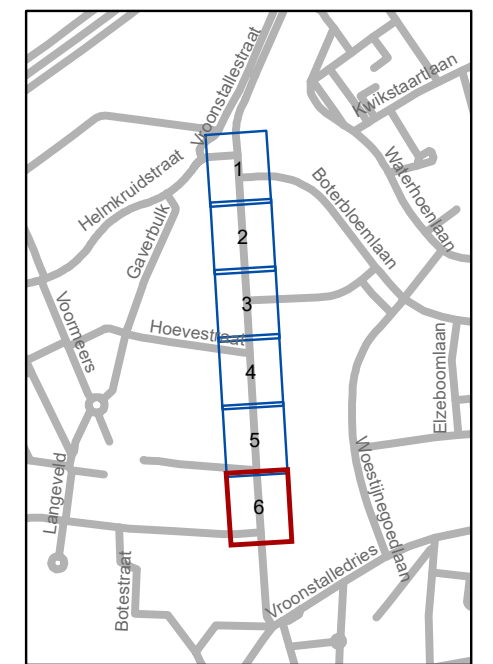 Vroonstallestraat
Kwikstaartlaan
Helmkruidstraat
1
Boterbloemlaan
Waterhoenlaan
Gaverbulk
2
Voormeers
3
Hoevestraat
4
Elzeboomlaan
5
Langeveld
6
Woestijnegoedlaan
Botestraat
Vroonstalledries